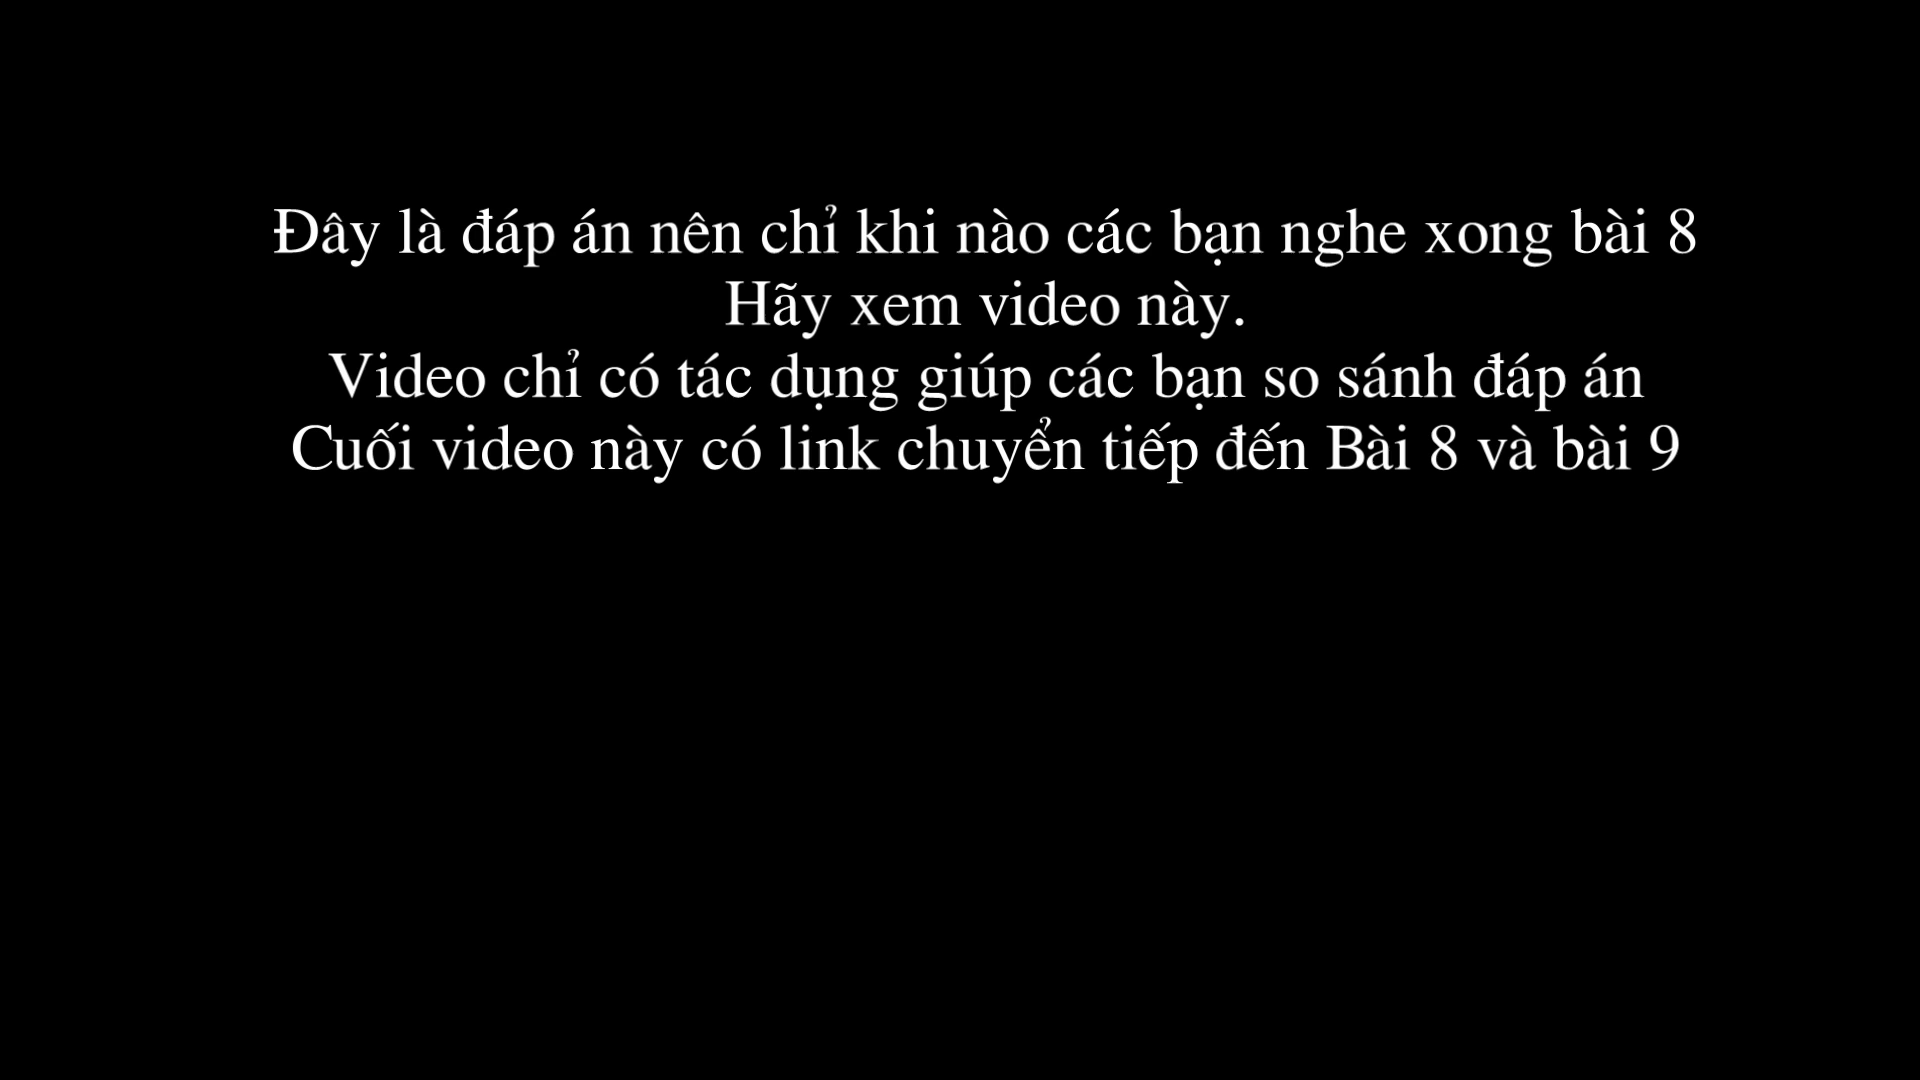 Đây là đáp án nên chỉ khi nào các bạn nghe xong bài 8
Hãy xem video này.
Video chỉ có tác dụng giúp các bạn so sánh đáp án
Cuối video này có link chuyển tiếp đến Bài 8 và bài 9